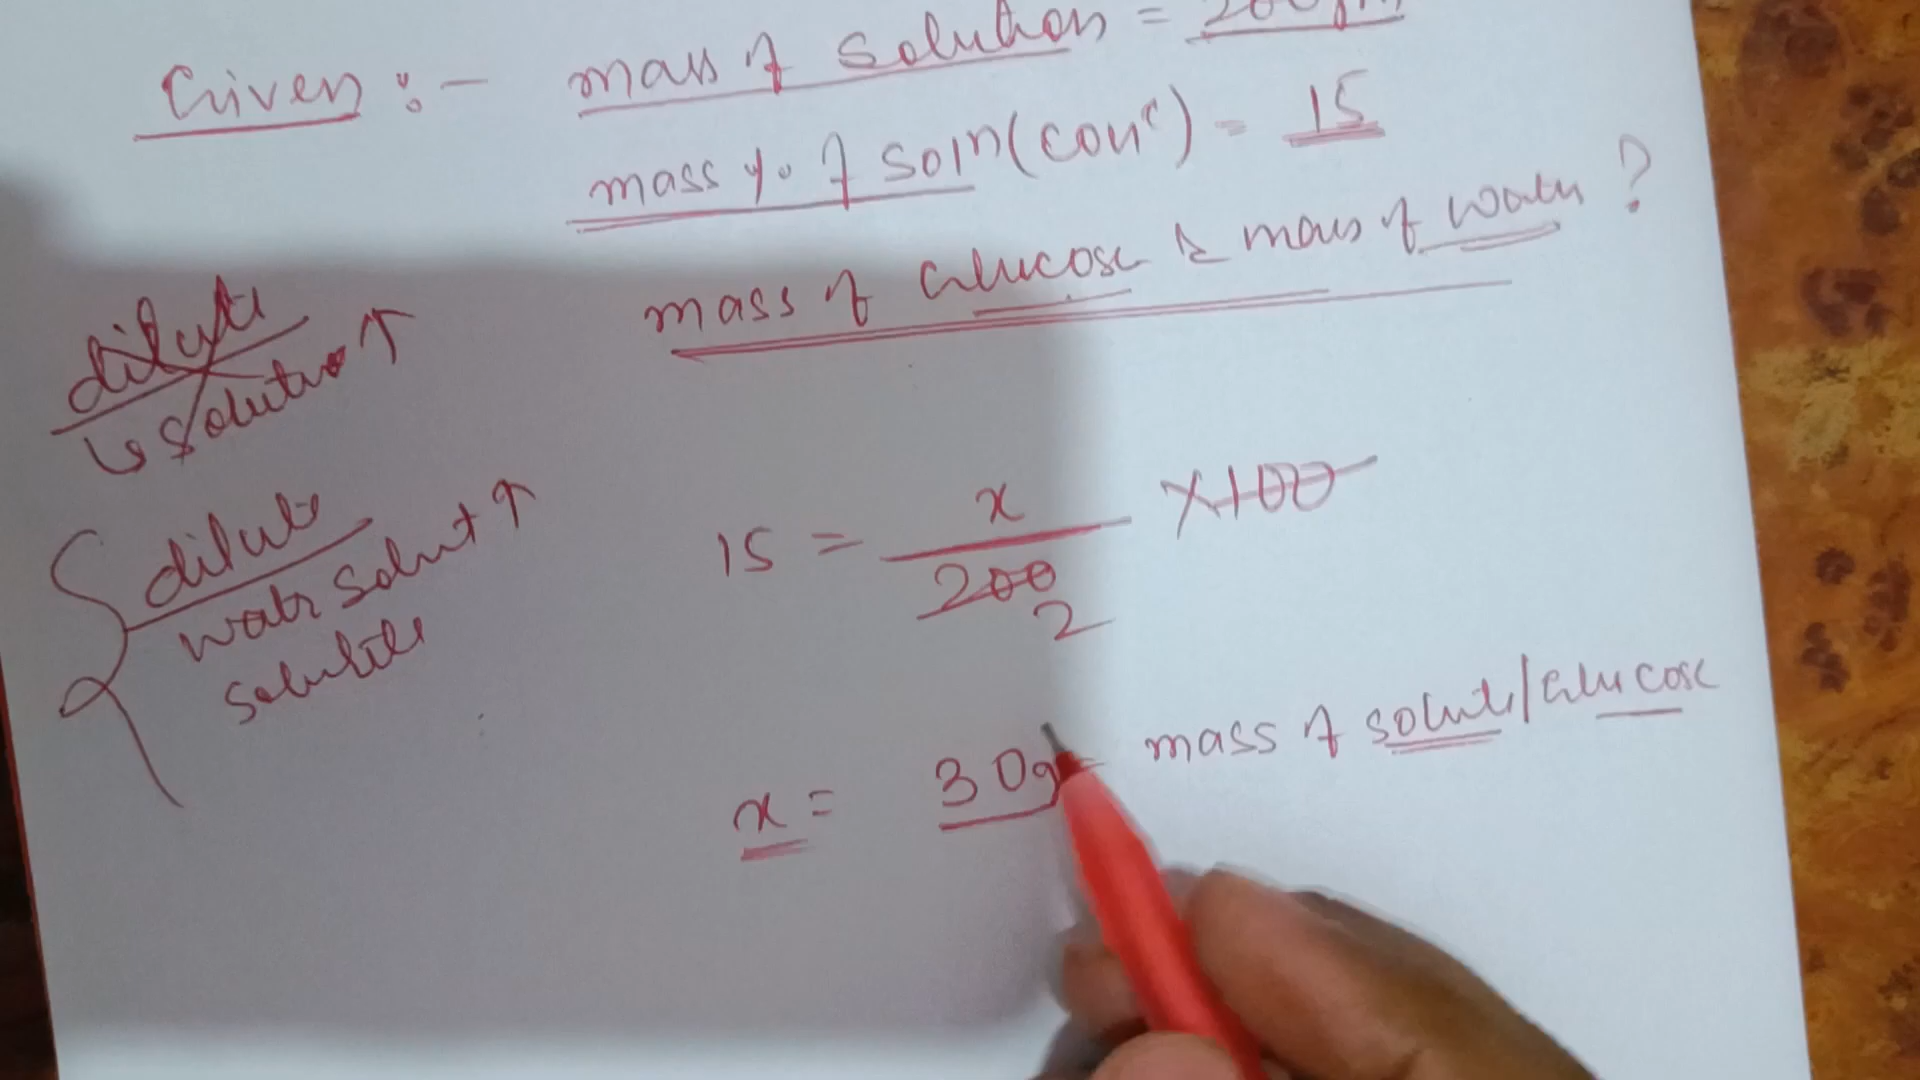 Given :- mass of solution = 200gm
mass % of soln (conc) = 15
mass of Glucose & mass of water ?
dilute
↳ Solution ↑
dilute
water solvent ↑
solute
15 = x/200 × 100
2
x = 30g = mass of solute/Glucose